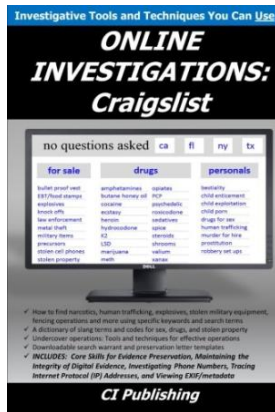 Investigative Tools and Techniques You Can Use
ONLINE
INVESTIGATIONS:
Craigslist
no questions asked ca fl ny tx
for sale drugs personals
bullet proof vest amphetamines opiates bestiality
EBT/food stamps butane honey oil PCP child enticement
explosives cocaine psychedelic child exploitation
knock offs ecstasy roxicodone child porn
law enforcement heroin sedatives drugs for sex
metal theft hydrocodone spice human trafficking
military items K2 steroids murder for hire
precursors LSD shrooms prostitution
stolen cell phones marijuana valium robbery set ups
stolen property meth xanax
DELL
✓ How to find narcotics, human trafficking, explosives, stolen military equipment,
fencing operations and more using specific keywords and search terms
✓ A dictionary of slang terms and codes for sex, drugs, and stolen property
✓ Undercover operations: Tools and techniques for effective operations
✓ Downloadable search warrant and preservation letter templates
✓ INCLUDES: Core Skills for Evidence Preservation, Maintaining the
Integrity of Digital Evidence, Investigating Phone Numbers, Tracing
Internet Protocol (IP) Addresses, and Viewing EXIF/metadata
CI Publishing